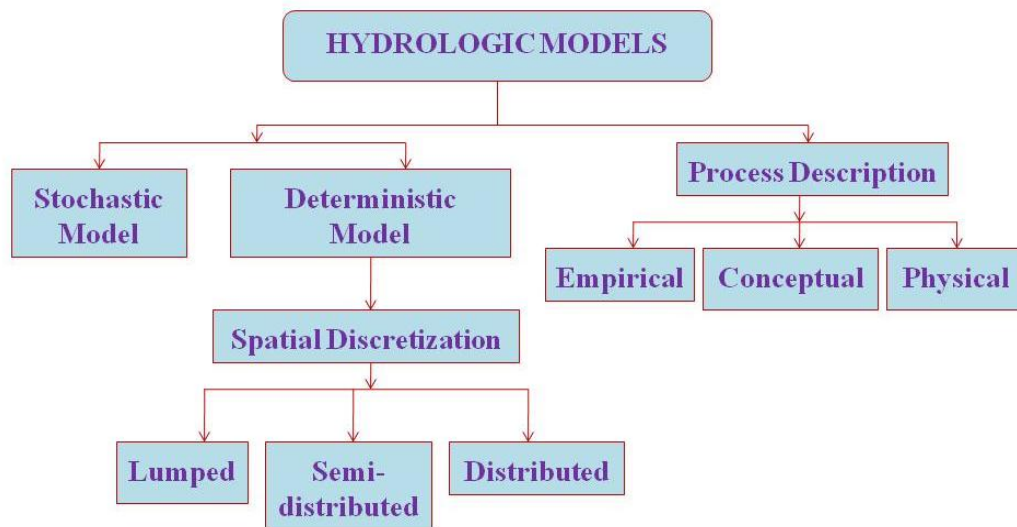 HYDROLOGIC MODELS
Stochastic
Model
Deterministic
Model
Process Description
Empirical
Conceptual
Physical
Spatial Discretization
Lumped
Semi-
distributed
Distributed